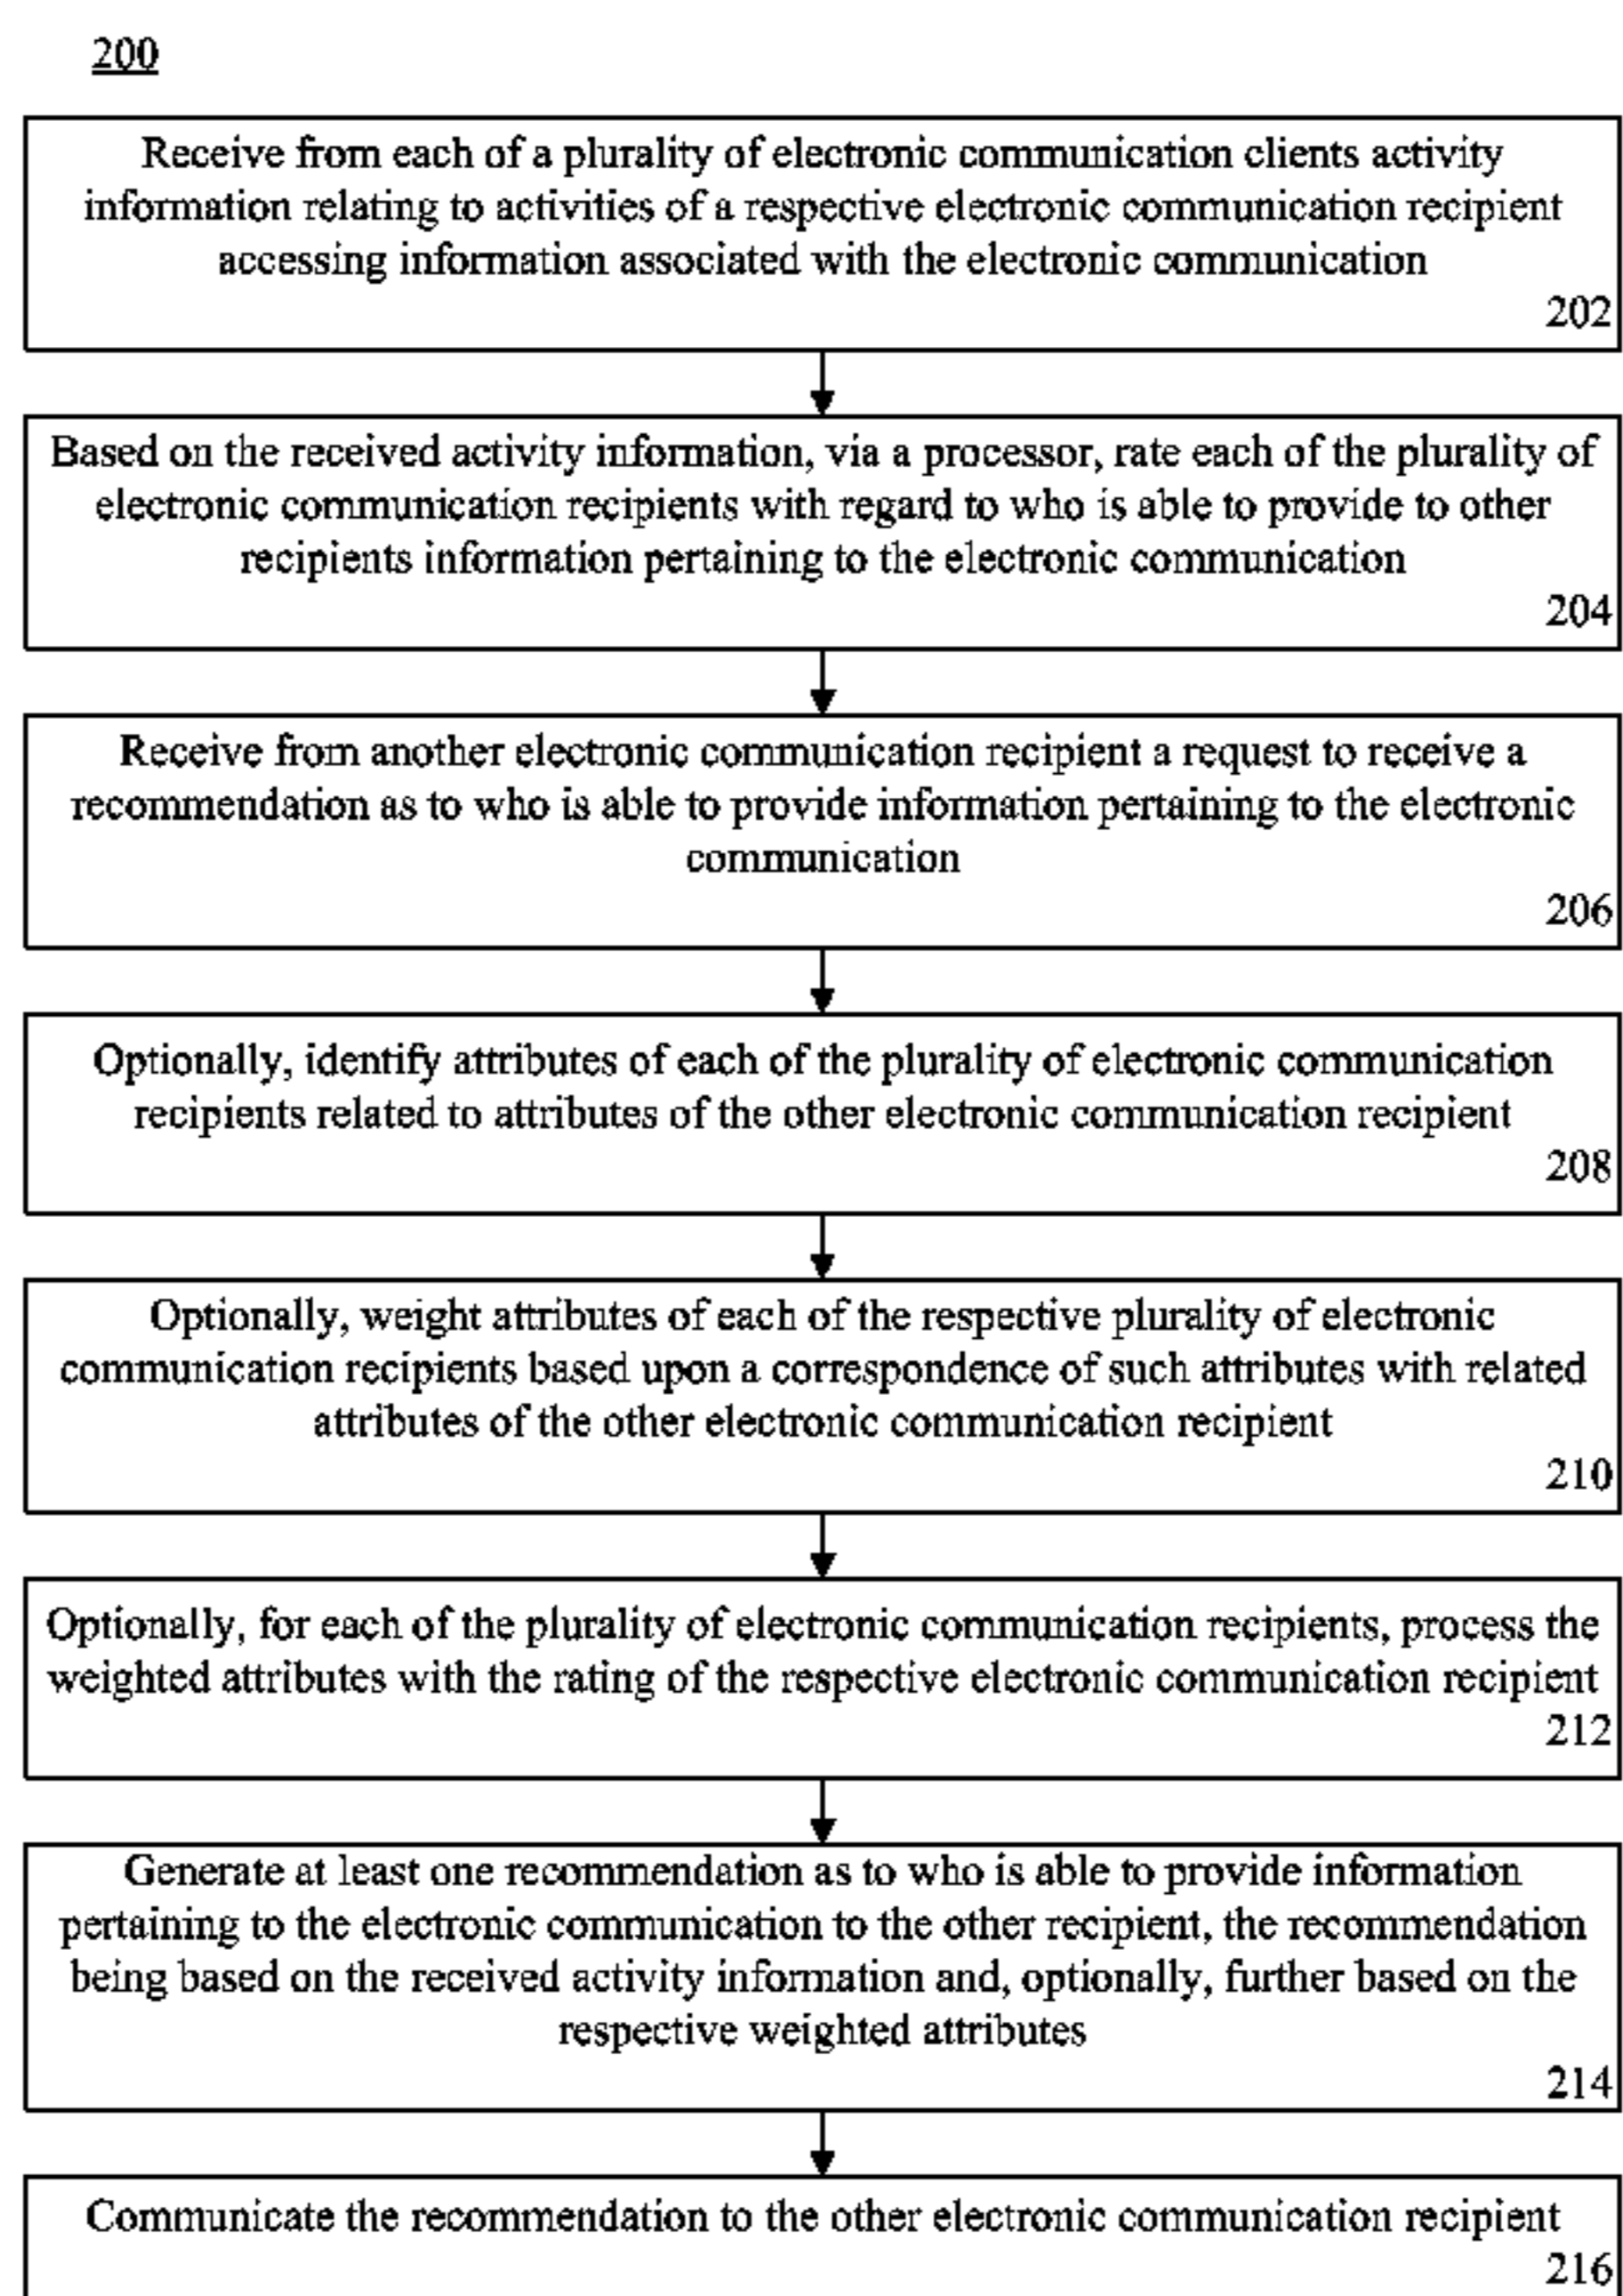 200
Receive from each of a plurality of electronic communication clients activity
information relating to activities of a respective electronic communication recipient
accessing information associated with the electronic communication
202
Based on the received activity information, via a processor, rate each of the plurality of
electronic communication recipients with regard to who is able to provide to other
recipients information pertaining to the electronic communication
204
Receive from another electronic communication recipient a request to receive a
recommendation as to who is able to provide information pertaining to the electronic
communication
206
Optionally, identify attributes of each of the plurality of electronic communication
recipients related to attributes of the other electronic communication recipient
208
Optionally, weight attributes of each of the respective plurality of electronic
communication recipients based upon a correspondence of such attributes with related
attributes of the other electronic communication recipient
210
Optionally, for each of the plurality of electronic communication recipients, process the
weighted attributes with the rating of the respective electronic communication recipient
212
Generate at least one recommendation as to who is able to provide information
pertaining to the electronic communication to the other recipient, the recommendation
being based on the received activity information and, optionally, further based on the
respective weighted attributes
214
Communicate the recommendation to the other electronic communication recipient
216